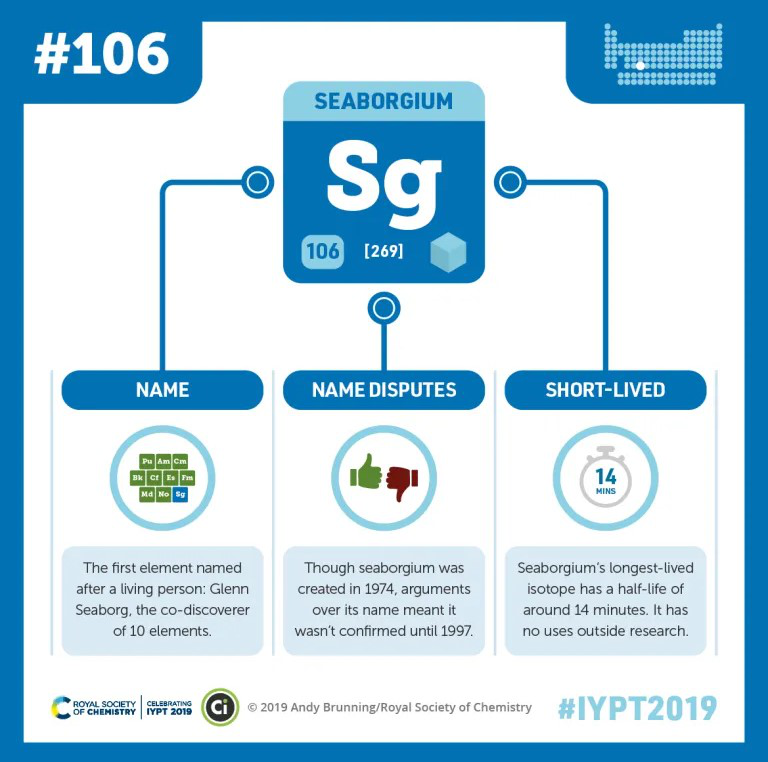 #106
SEABORGIUM
Sg
106 [269]
NAME
Pu Am Cm
Bk Cf Es Fm
Md No Sg
The first element named
after a living person: Glenn
Seaborg, the co-discoverer
of 10 elements.
NAME DISPUTES
Though seaborgium was
created in 1974, arguments
over its name meant it
wasn’t confirmed until 1997.
SHORT-LIVED
14
MINS
Seaborgium’s longest-lived
isotope has a half-life of
around 14 minutes. It has
no uses outside research.
ROYAL SOCIETY
OF CHEMISTRY
CELEBRATING
IYPT 2019
Ci
© 2019 Andy Brunning/Royal Society of Chemistry
#IYPT2019